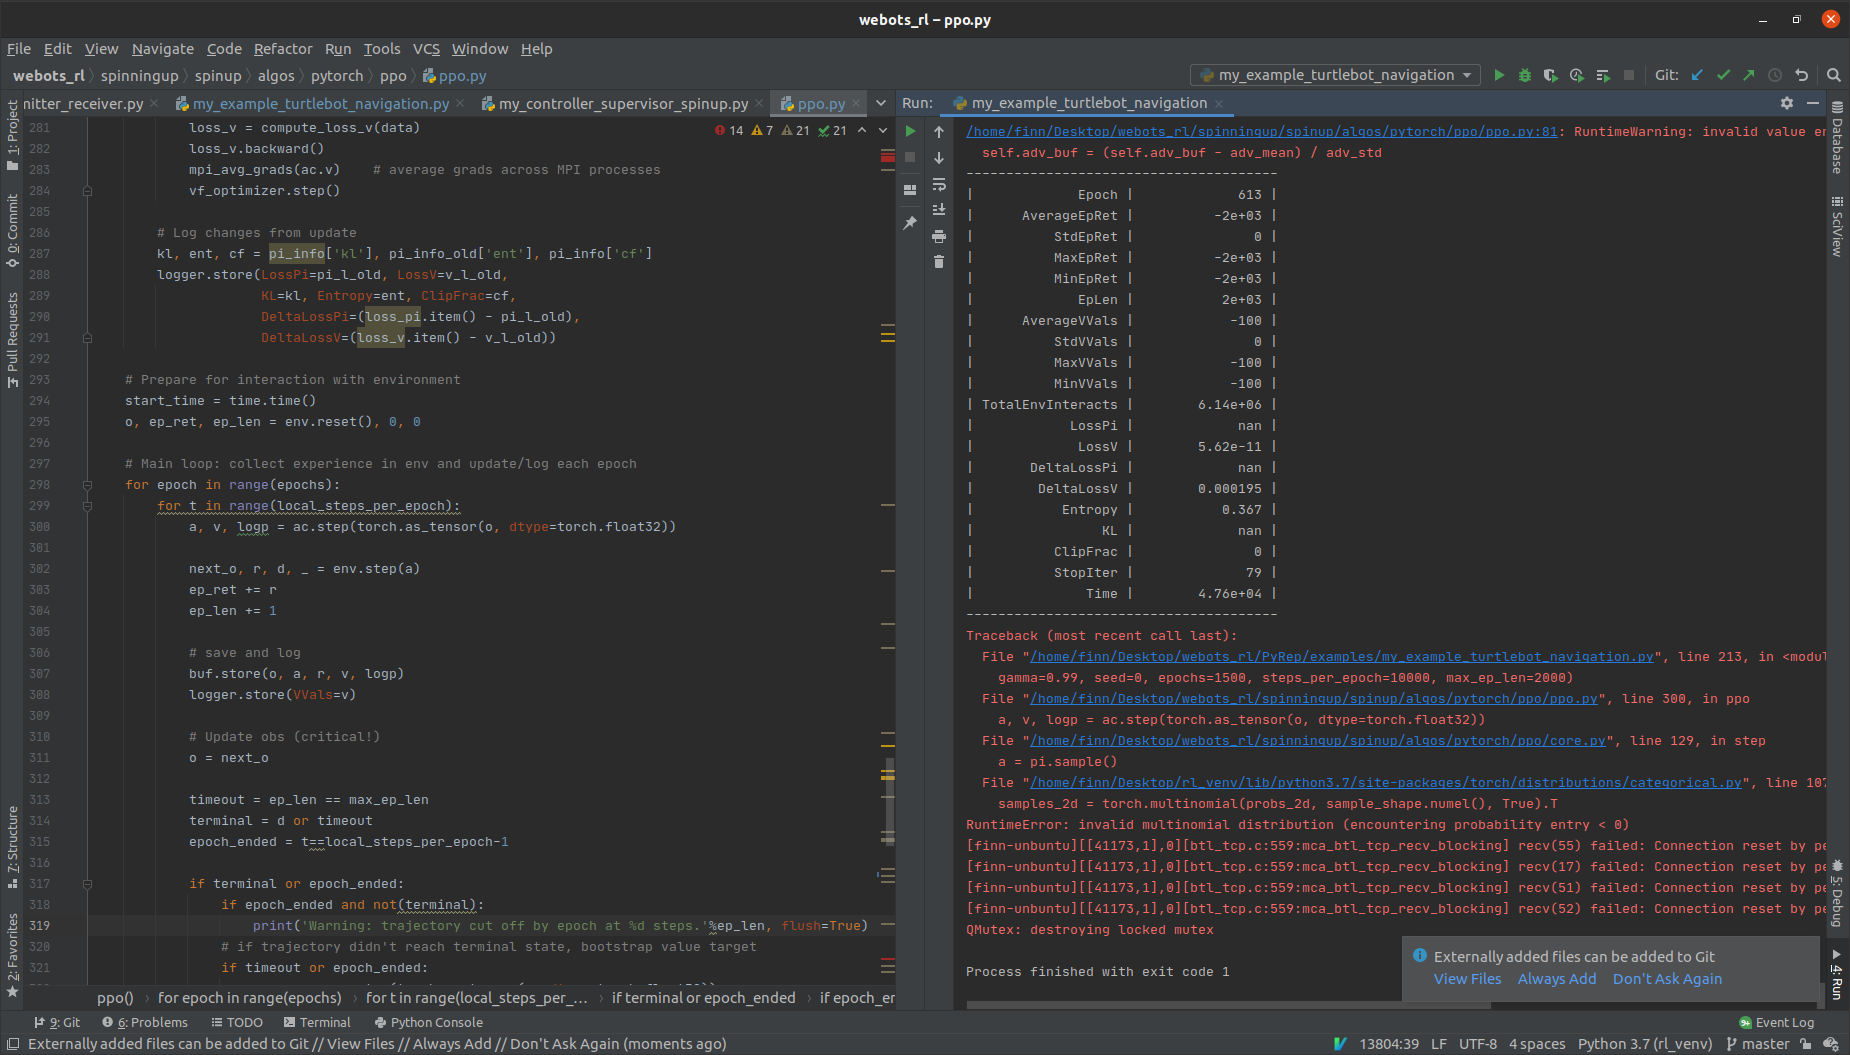 webots_rl – ppo.py
File Edit View Navigate Code Refactor Run Tools VCS Window Help
webots_rl spinningup spinup algos pytorch ppo ppo.py
my_example_turtlebot_navigation
Git:
nitter_receiver.py my_example_turtlebot_navigation.py my_controller_supervisor_spinup.py ppo.py
14 7 21 21
281 loss_v = compute_loss_v(data)
282 loss_v.backward()
283 mpi_avg_grads(ac.v) # average grads across MPI processes
284 vf_optimizer.step()
285
286 # Log changes from update
287 kl, ent, cf = pi_info['kl'], pi_info_old['ent'], pi_info['cf']
288 logger.store(LossPi=pi_l_old, LossV=v_l_old,
289 KL=kl, Entropy=ent, ClipFrac=cf,
290 DeltaLossPi=(loss_pi.item() - pi_l_old),
291 DeltaLossV=(loss_v.item() - v_l_old))
292
293 # Prepare for interaction with environment
294 start_time = time.time()
295 o, ep_ret, ep_len = env.reset(), 0, 0
296
297 # Main loop: collect experience in env and update/log each epoch
298 for epoch in range(epochs):
299 for t in range(local_steps_per_epoch):
300 a, v, logp = ac.step(torch.as_tensor(o, dtype=torch.float32))
301
302 next_o, r, d, _ = env.step(a)
303 ep_ret += r
304 ep_len += 1
305
306 # save and log
307 buf.store(o, a, r, v, logp)
308 logger.store(VVals=v)
309
310 # Update obs (critical!)
311 o = next_o
312
313 timeout = ep_len == max_ep_len
314 terminal = d or timeout
315 epoch_ended = t==local_steps_per_epoch-1
316
317 if terminal or epoch_ended:
318 if epoch_ended and not(terminal):
319 print('Warning: trajectory cut off by epoch at %d steps.'%ep_len, flush=True)
320 # if trajectory didn't reach terminal state, bootstrap value target
321 if timeout or epoch_ended:
ppo() › for epoch in range(epochs) › for t in range(local_steps_per_... › if terminal or epoch_ended › if epoch_er
Run: my_example_turtlebot_navigation
/home/finn/Desktop/webots_rl/spinningup/spinup/algos/pytorch/ppo/ppo.py:81: RuntimeWarning: invalid value er
self.adv_buf = (self.adv_buf - adv_mean) / adv_std
---------------------------------------
| Epoch | 613 |
| AverageEpRet | -2e+03 |
| StdEpRet | 0 |
| MaxEpRet | -2e+03 |
| MinEpRet | -2e+03 |
| EpLen | 2e+03 |
| AverageVVals | -100 |
| StdVVals | 0 |
| MaxVVals | -100 |
| MinVVals | -100 |
| TotalEnvInteracts | 6.14e+06 |
| LossPi | nan |
| LossV | 5.62e-11 |
| DeltaLossPi | nan |
| DeltaLossV | 0.000195 |
| Entropy | 0.367 |
| KL | nan |
| ClipFrac | 0 |
| StopIter | 79 |
| Time | 4.76e+04 |
---------------------------------------
Traceback (most recent call last):
File "/home/finn/Desktop/webots_rl/PyRep/examples/my_example_turtlebot_navigation.py", line 213, in <modul
gamma=0.99, seed=0, epochs=1500, steps_per_epoch=10000, max_ep_len=2000)
File "/home/finn/Desktop/webots_rl/spinningup/spinup/algos/pytorch/ppo/ppo.py", line 300, in ppo
a, v, logp = ac.step(torch.as_tensor(o, dtype=torch.float32))
File "/home/finn/Desktop/webots_rl/spinningup/spinup/algos/pytorch/ppo/core.py", line 129, in step
a = pi.sample()
File "/home/finn/Desktop/rl_venv/lib/python3.7/site-packages/torch/distributions/categorical.py", line 107
samples_2d = torch.multinomial(probs_2d, sample_shape.numel(), True).T
RuntimeError: invalid multinomial distribution (encountering probability entry < 0)
[finn-unbuntu][[41173,1],0][btl_tcp.c:559:mca_btl_tcp_recv_blocking] recv(55) failed: Connection reset by pe
[finn-unbuntu][[41173,1],0][btl_tcp.c:559:mca_btl_tcp_recv_blocking] recv(17) failed: Connection reset by pe
[finn-unbuntu][[41173,1],0][btl_tcp.c:559:mca_btl_tcp_recv_blocking] recv(51) failed: Connection reset by pe
[finn-unbuntu][[41173,1],0][btl_tcp.c:559:mca_btl_tcp_recv_blocking] recv(52) failed: Connection reset by pe
QMutex: destroying locked mutex
Process finished with exit code 1
Externally added files can be added to Git
View Files Always Add Don't Ask Again
1: Project
0: Commit
Pull Requests
7: Structure
2: Favorites
Database
SciView
5: Debug
4: Run
9: Git 6: Problems TODO Terminal Python Console
9+ Event Log
Externally added files can be added to Git // View Files // Always Add // Don't Ask Again (moments ago)
13804:39 LF UTF-8 4 spaces Python 3.7 (rl_venv) master